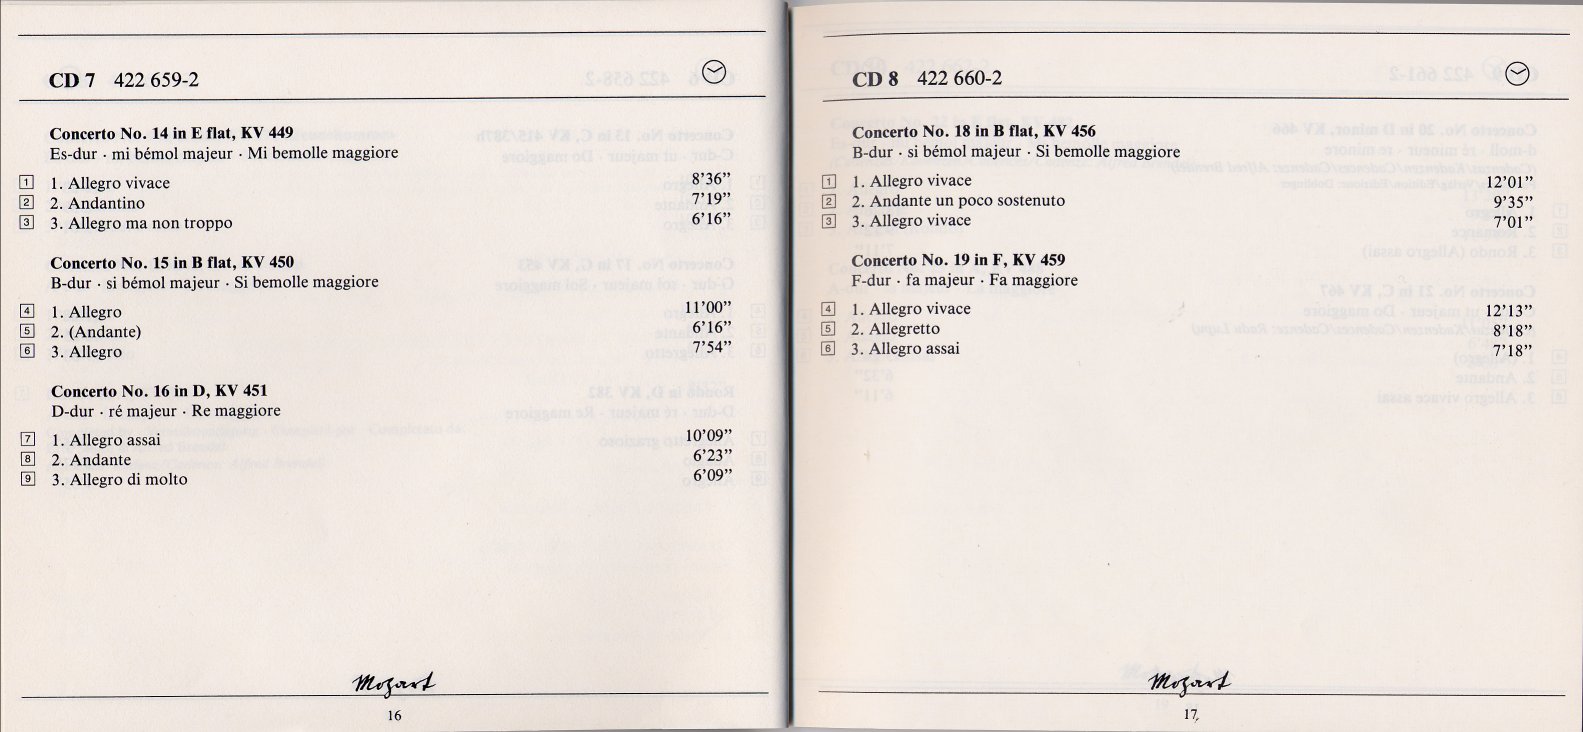 CD 7 422 659-2
Concerto No. 14 in E flat, KV 449
Es-dur · mi bémol majeur · Mi bemolle maggiore
1 1. Allegro vivace 8’36”
2 2. Andantino 7’19”
3 3. Allegro ma non troppo 6’16”
Concerto No. 15 in B flat, KV 450
B-dur · si bémol majeur · Si bemolle maggiore
4 1. Allegro 11’00”
5 2. (Andante) 6’16”
6 3. Allegro 7’54”
Concerto No. 16 in D, KV 451
D-dur · ré majeur · Re maggiore
7 1. Allegro assai 10’09”
8 2. Andante 6’23”
9 3. Allegro di molto 6’09”
Mozart
16
CD 8 422 660-2
Concerto No. 18 in B flat, KV 456
B-dur · si bémol majeur · Si bemolle maggiore
1 1. Allegro vivace 12’01”
2 2. Andante un poco sostenuto 9’35”
3 3. Allegro vivace 7’01”
Concerto No. 19 in F, KV 459
F-dur · fa majeur · Fa maggiore
4 1. Allegro vivace 12’13”
5 2. Allegretto 8’18”
6 3. Allegro assai 7’18”
Mozart
17